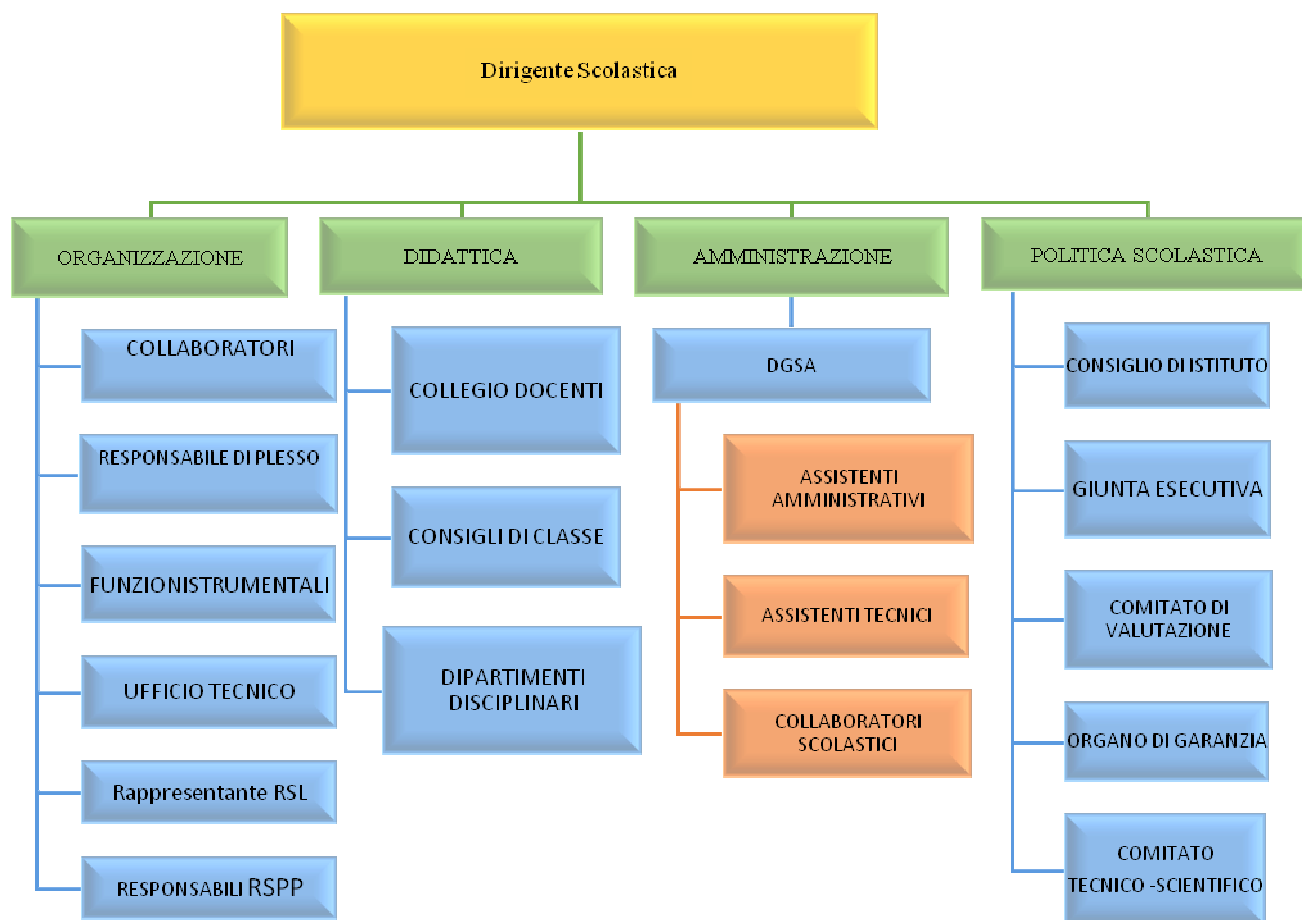 Dirigente Scolastica
ORGANIZZAZIONE
COLLABORATORI
RESPONSABILE DI PLESSO
FUNZIONISTRUMENTALI
UFFICIO TECNICO
Rappresentante RSL
RESPONSABILI RSPP
DIDATTICA
COLLEGIO DOCENTI
CONSIGLI DI CLASSE
DIPARTIMENTI
DISCIPLINARI
AMMINISTRAZIONE
DGSA
ASSISTENTI
AMMINISTRATIVI
ASSISTENTI TECNICI
COLLABORATORI
SCOLASTICI
POLITICA SCOLASTICA
CONSIGLIO DI ISTITUTO
GIUNTA ESECUTIVA
COMITATO DI
VALUTAZIONE
ORGANO DI GARANZIA
COMITATO
TECNICO -SCIENTIFICO